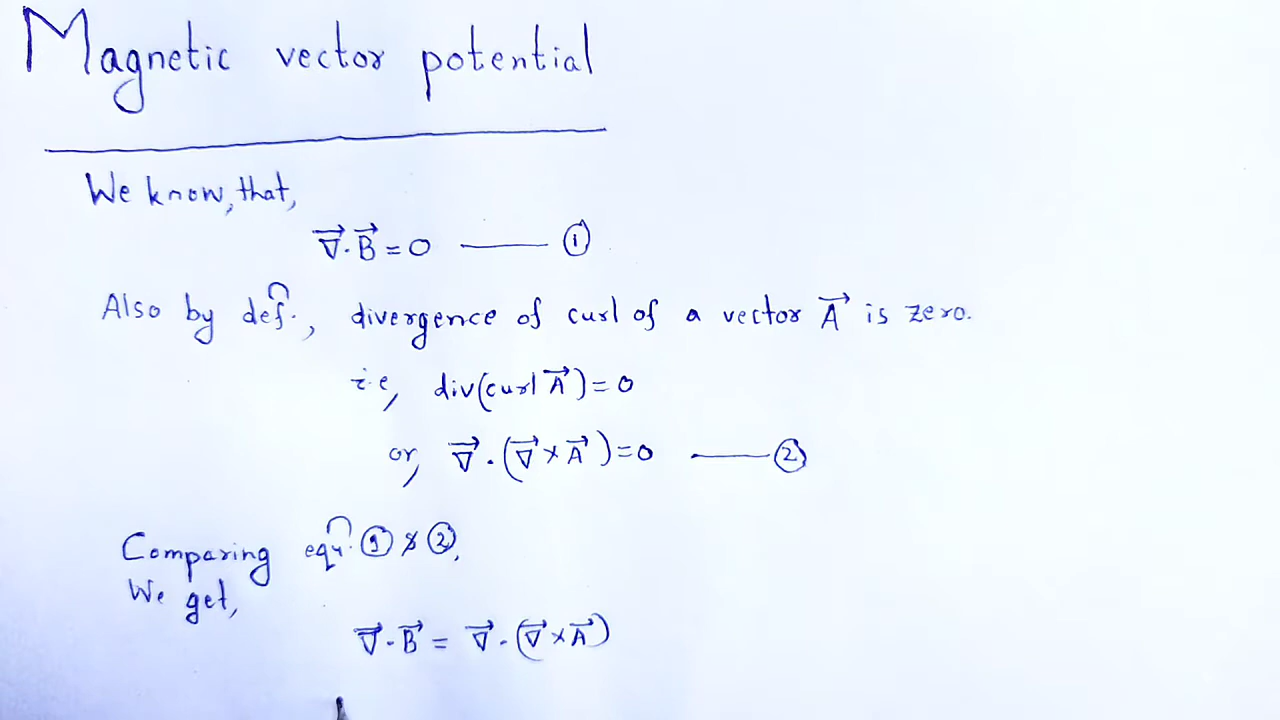 Magnetic vector potential
We know, that,
∇⃗·B⃗ = 0 —— ①
Also by def⌢., divergence of curl of a vector A⃗ is zero.
i.e, div(curl A⃗) = 0
or, ∇⃗·(∇⃗×A⃗) = 0 —— ②
Comparing eqn⌢. ① & ②,
We get,
∇⃗·B⃗ = ∇⃗·(∇⃗×A⃗)